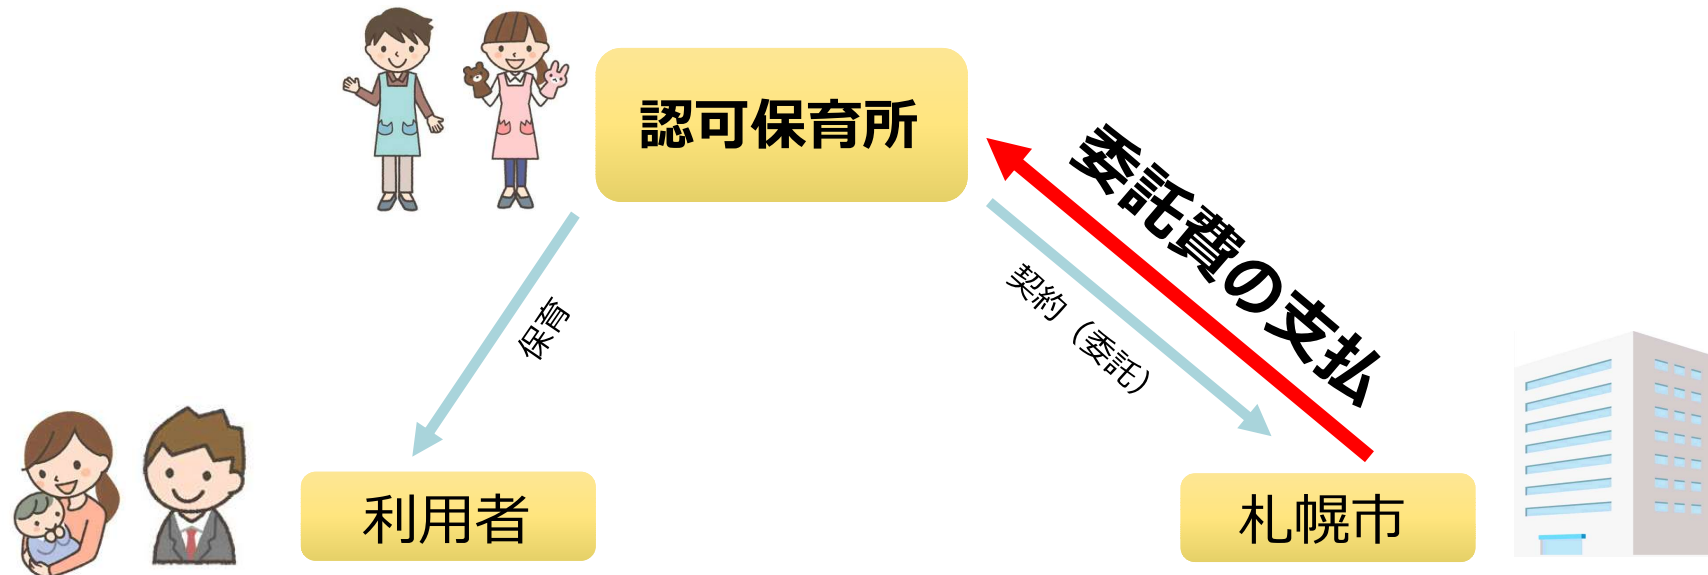 認可保育所
委託費の支払
契約（委託）
保育
利用者
札幌市